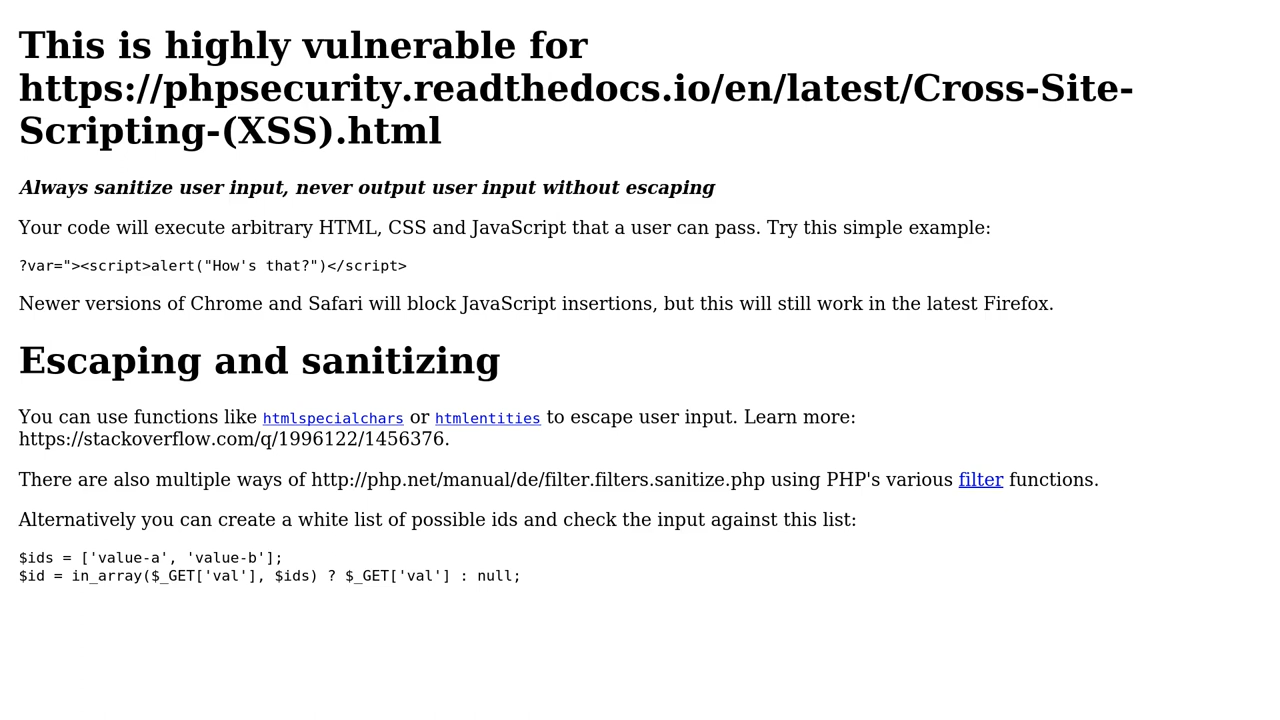 This is highly vulnerable for
https://phpsecurity.readthedocs.io/en/latest/Cross-Site-
Scripting-(XSS).html
Always sanitize user input, never output user input without escaping
Your code will execute arbitrary HTML, CSS and JavaScript that a user can pass. Try this simple example:
?var="><script>alert("How's that?")</script>
Newer versions of Chrome and Safari will block JavaScript insertions, but this will still work in the latest Firefox.
Escaping and sanitizing
You can use functions like htmlspecialchars or htmlentities to escape user input. Learn more:
https://stackoverflow.com/q/1996122/1456376.
There are also multiple ways of http://php.net/manual/de/filter.filters.sanitize.php using PHP's various filter functions.
Alternatively you can create a white list of possible ids and check the input against this list:
$ids = ['value-a', 'value-b'];
$id = in_array($_GET['val'], $ids) ? $_GET['val'] : null;